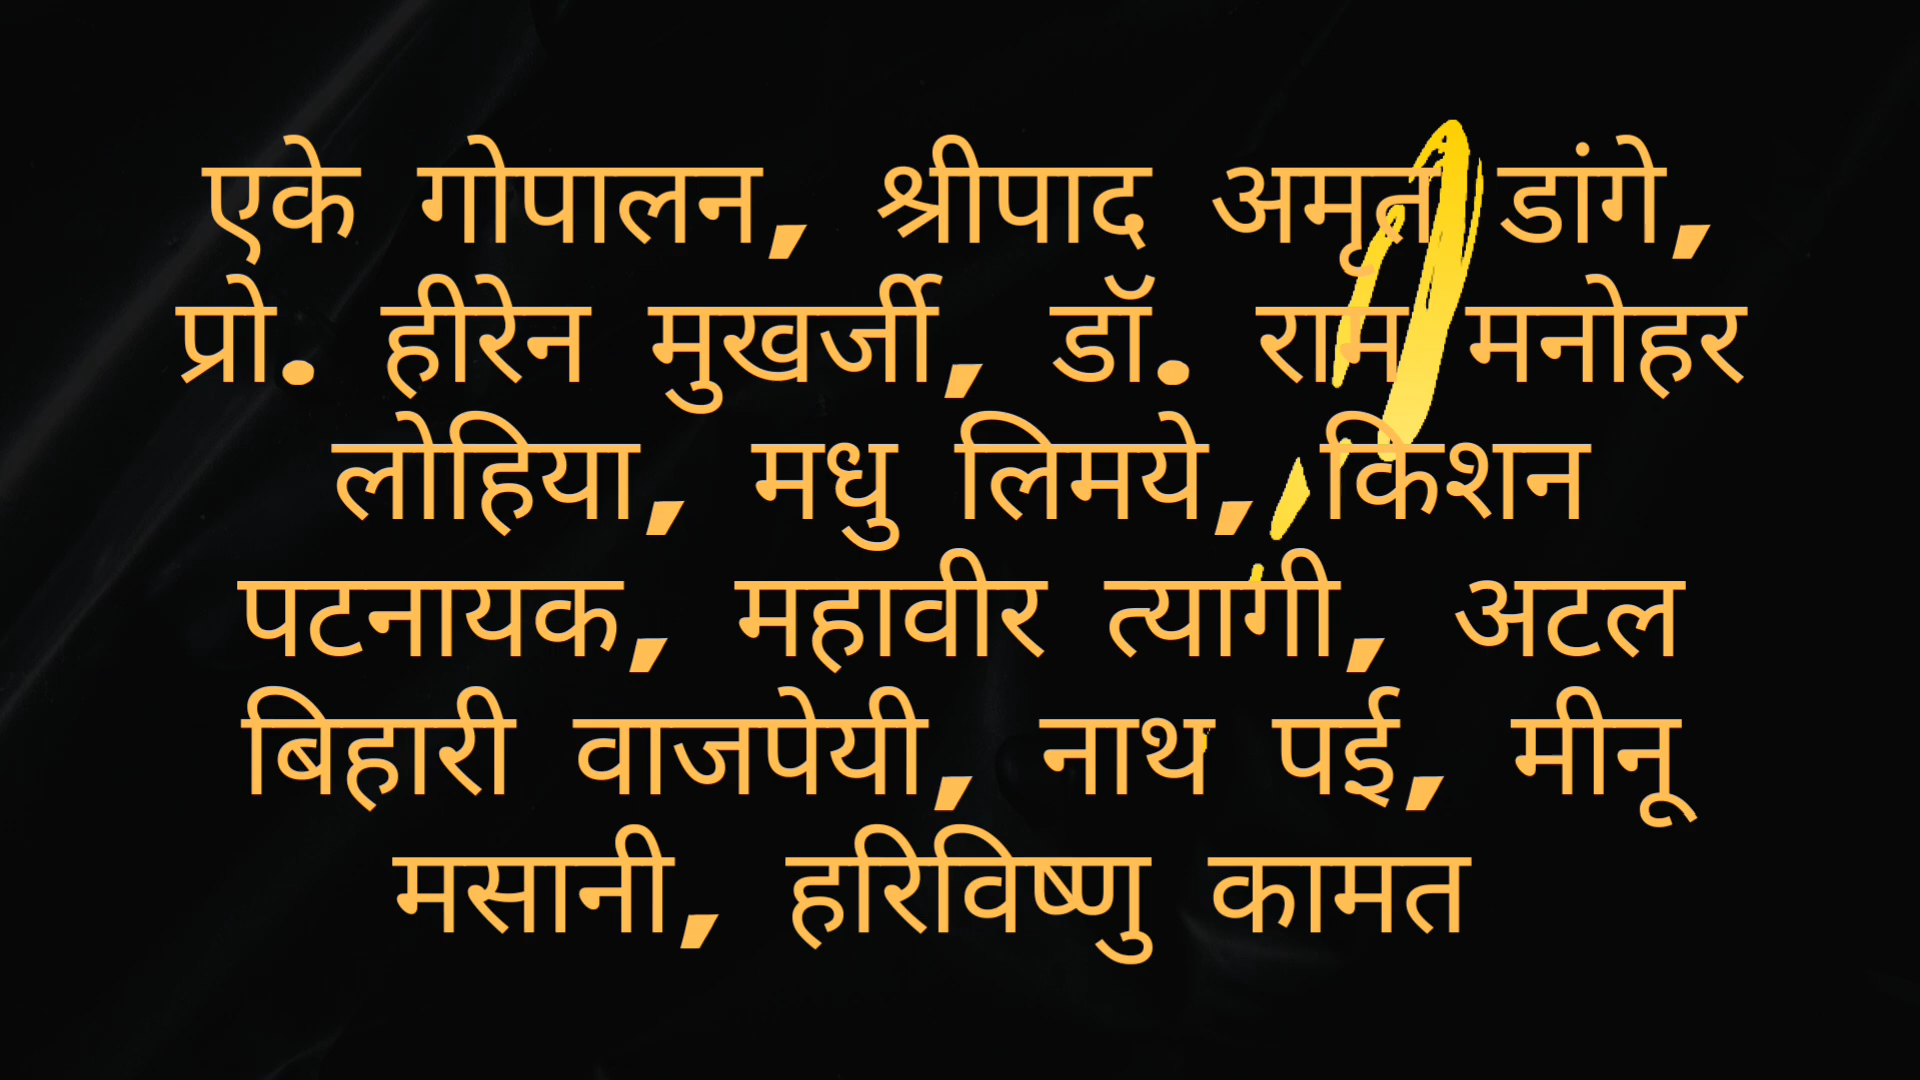 एके गोपालन, श्रीपाद अमृत डांगे,
प्रो. हीरेन मुखर्जी, डॉ. राम मनोहर
लोहिया, मधु लिमये, किशन
पटनायक, महावीर त्यागी, अटल
बिहारी वाजपेयी, नाथ पई, मीनू
मसानी, हरिविष्णु कामत